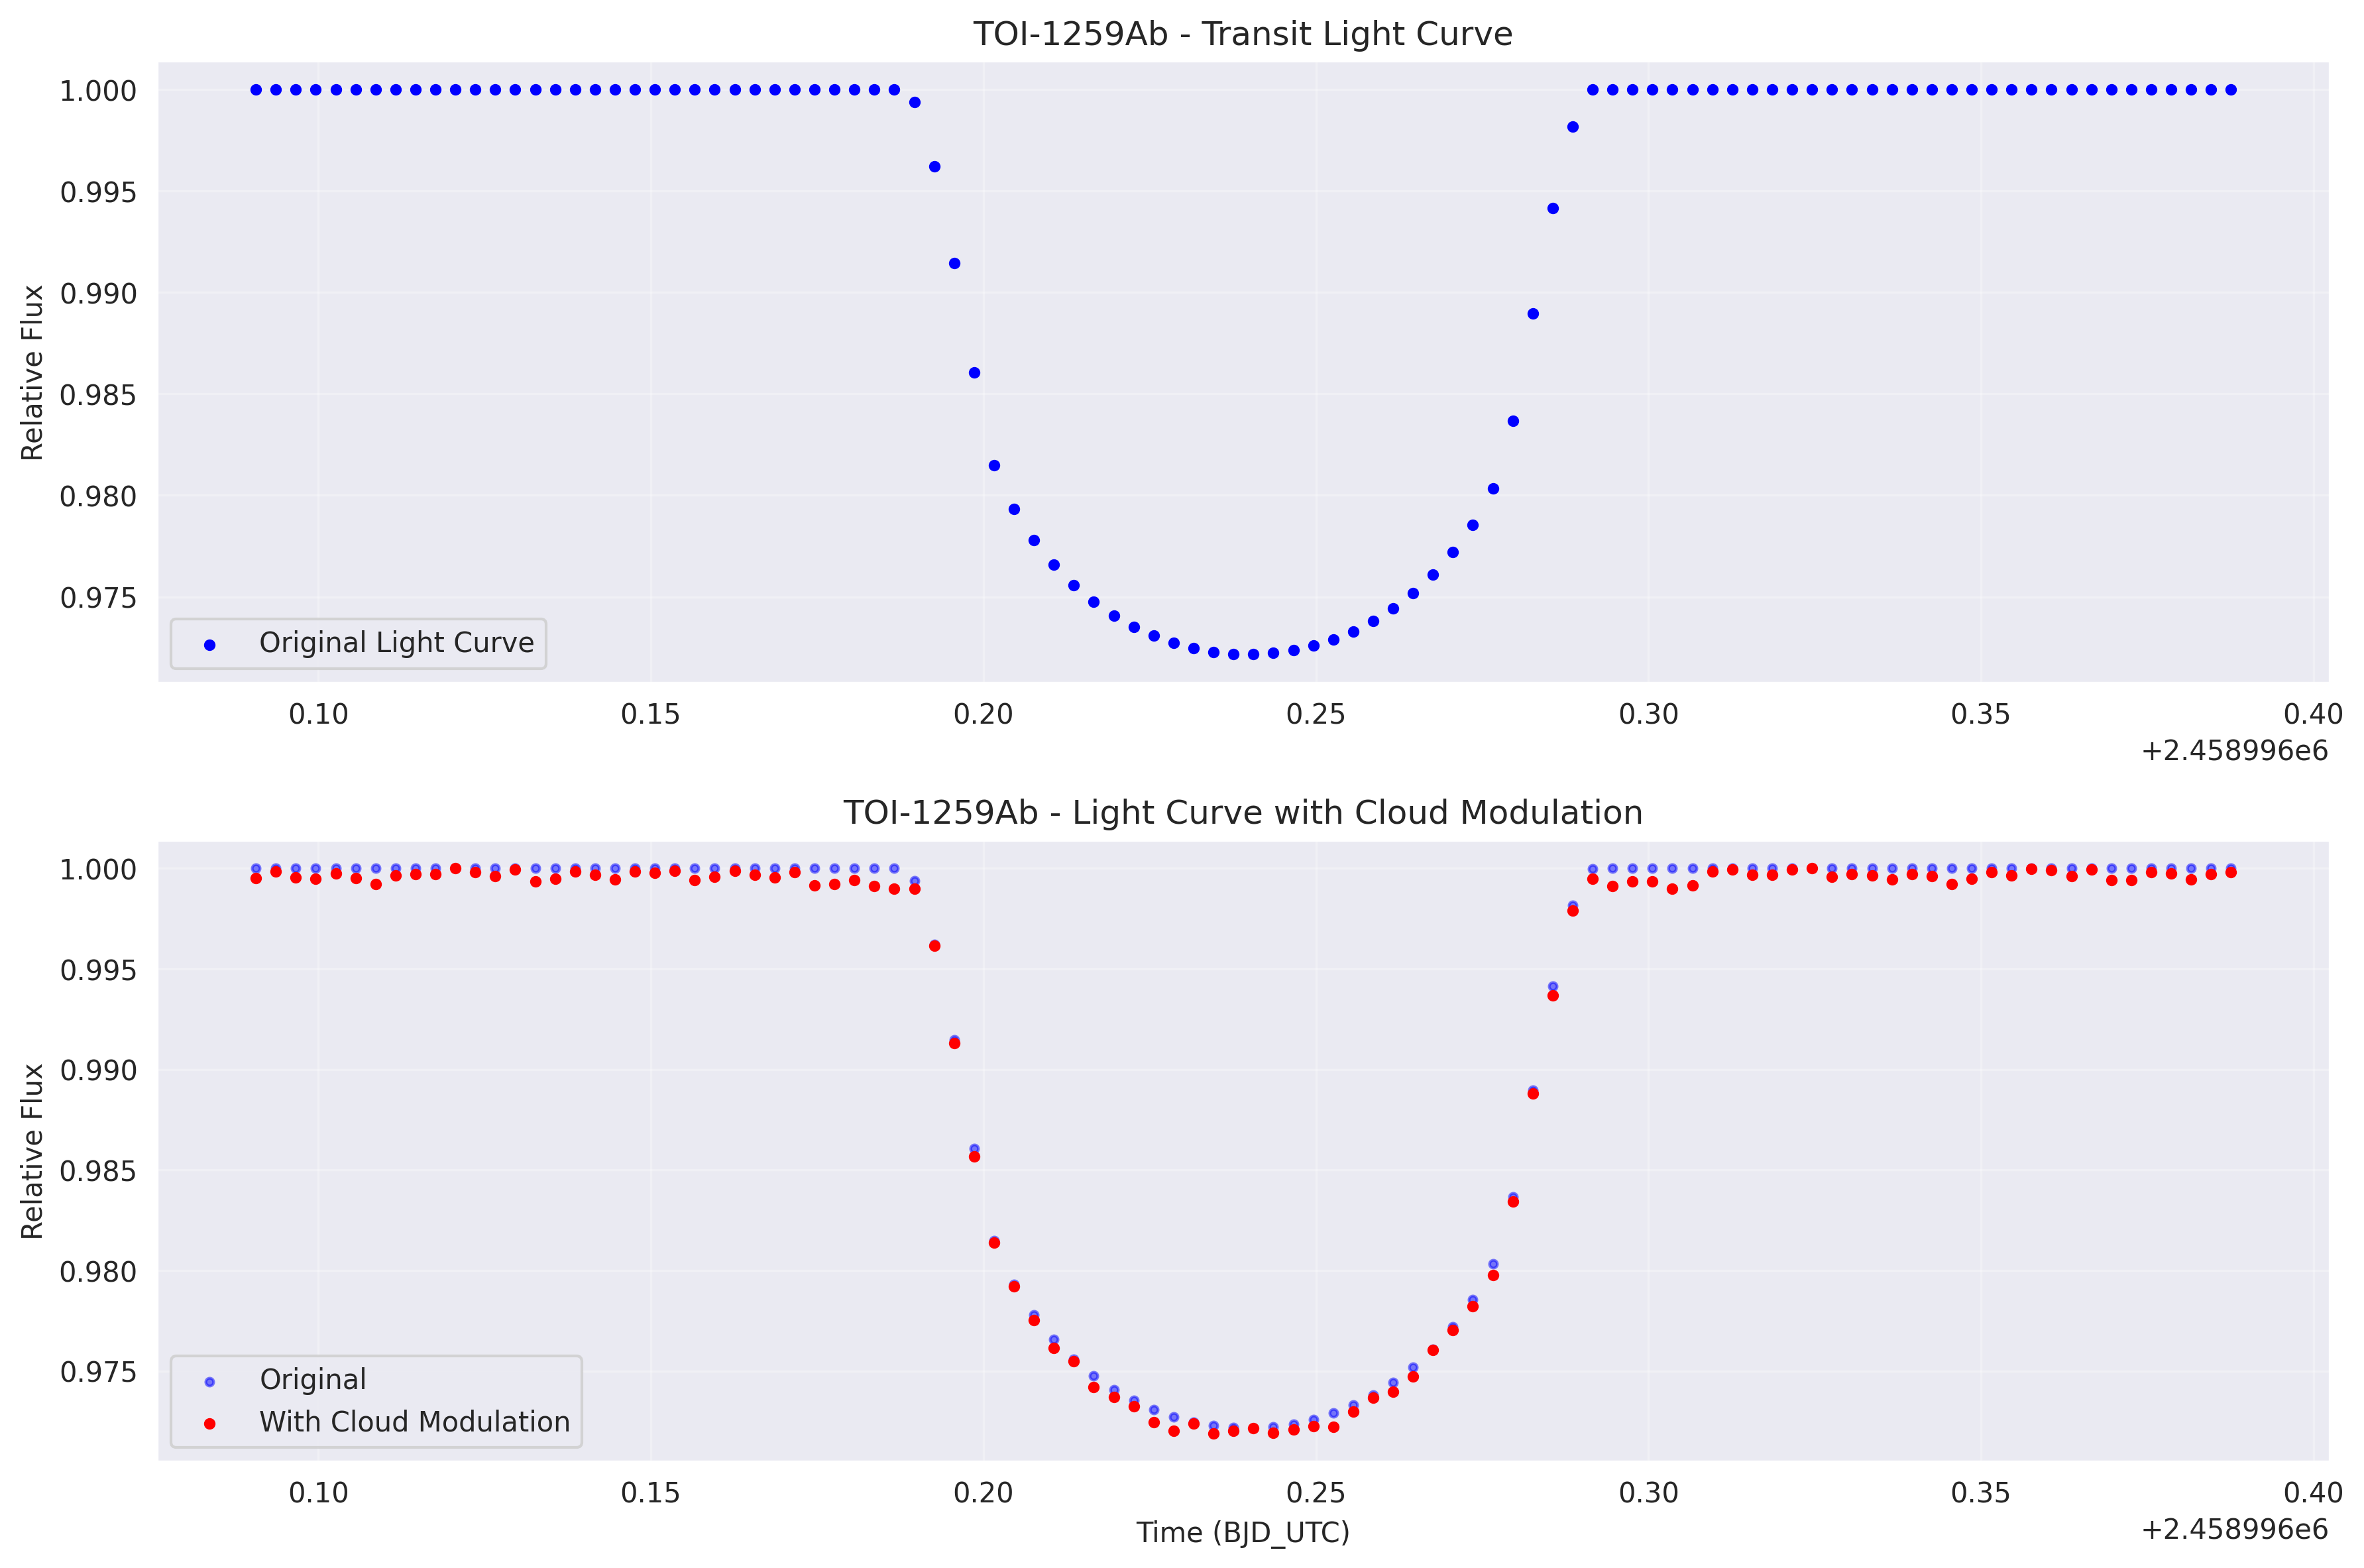 TOI-1259Ab - Transit Light Curve
1.000
0.995
0.990
0.985
0.980
0.975
Relative Flux
Original Light Curve
0.10 0.15 0.20 0.25 0.30 0.35 0.40
+2.458996e6
TOI-1259Ab - Light Curve with Cloud Modulation
1.000
0.995
0.990
0.985
0.980
0.975
Relative Flux
Original
With Cloud Modulation
0.10 0.15 0.20 0.25 0.30 0.35 0.40
Time (BJD_UTC)
+2.458996e6